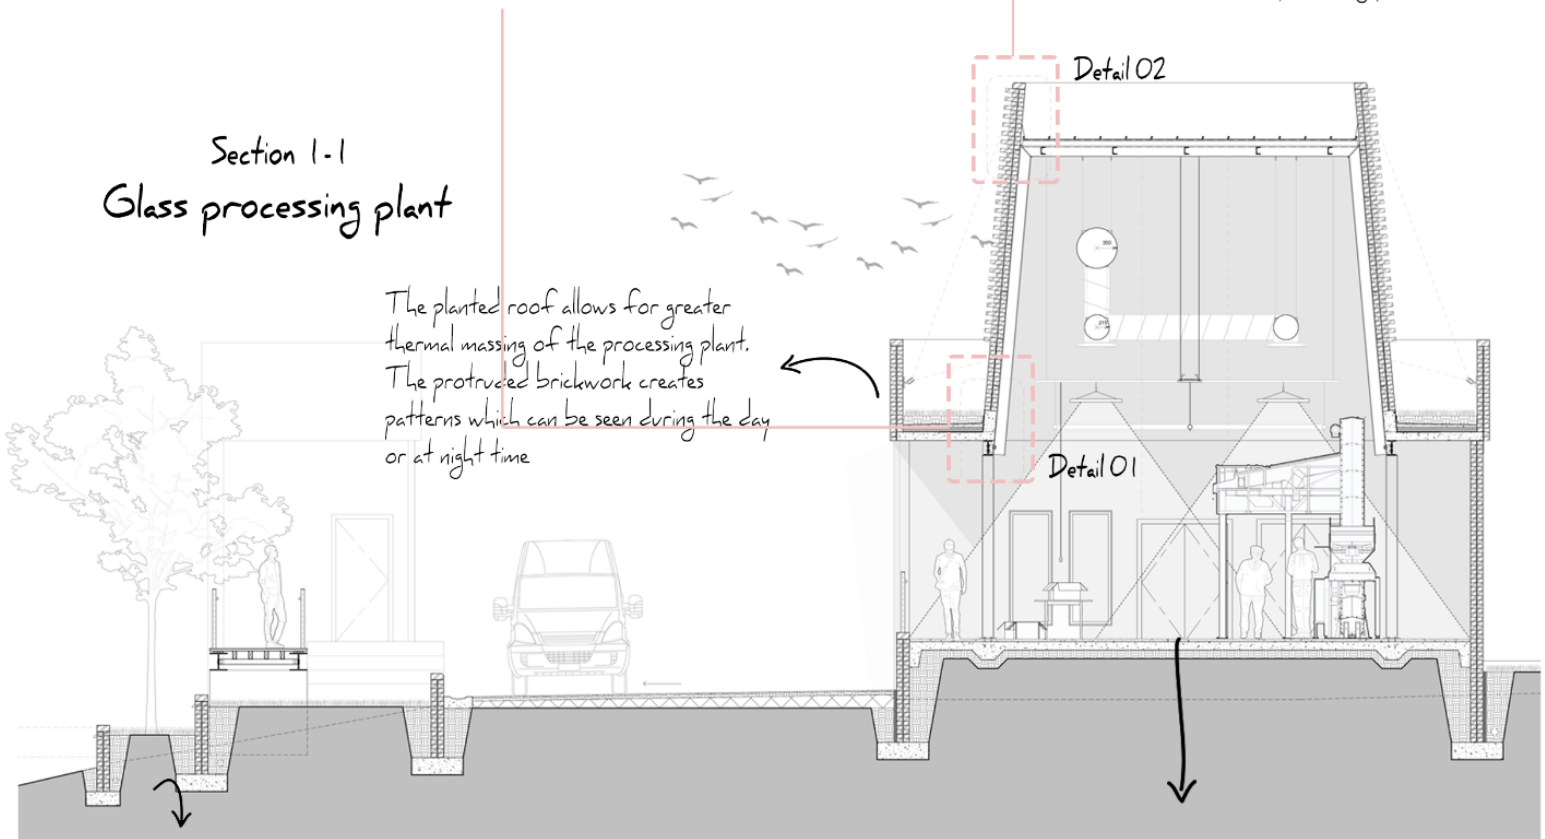 Detail 02
Section 1-1
Glass processing plant
350
The planted roof allows for greater
thermal massing of the processing plant.
The protruded brickwork creates
patterns which can be seen during the day
or at night time
Detail 01